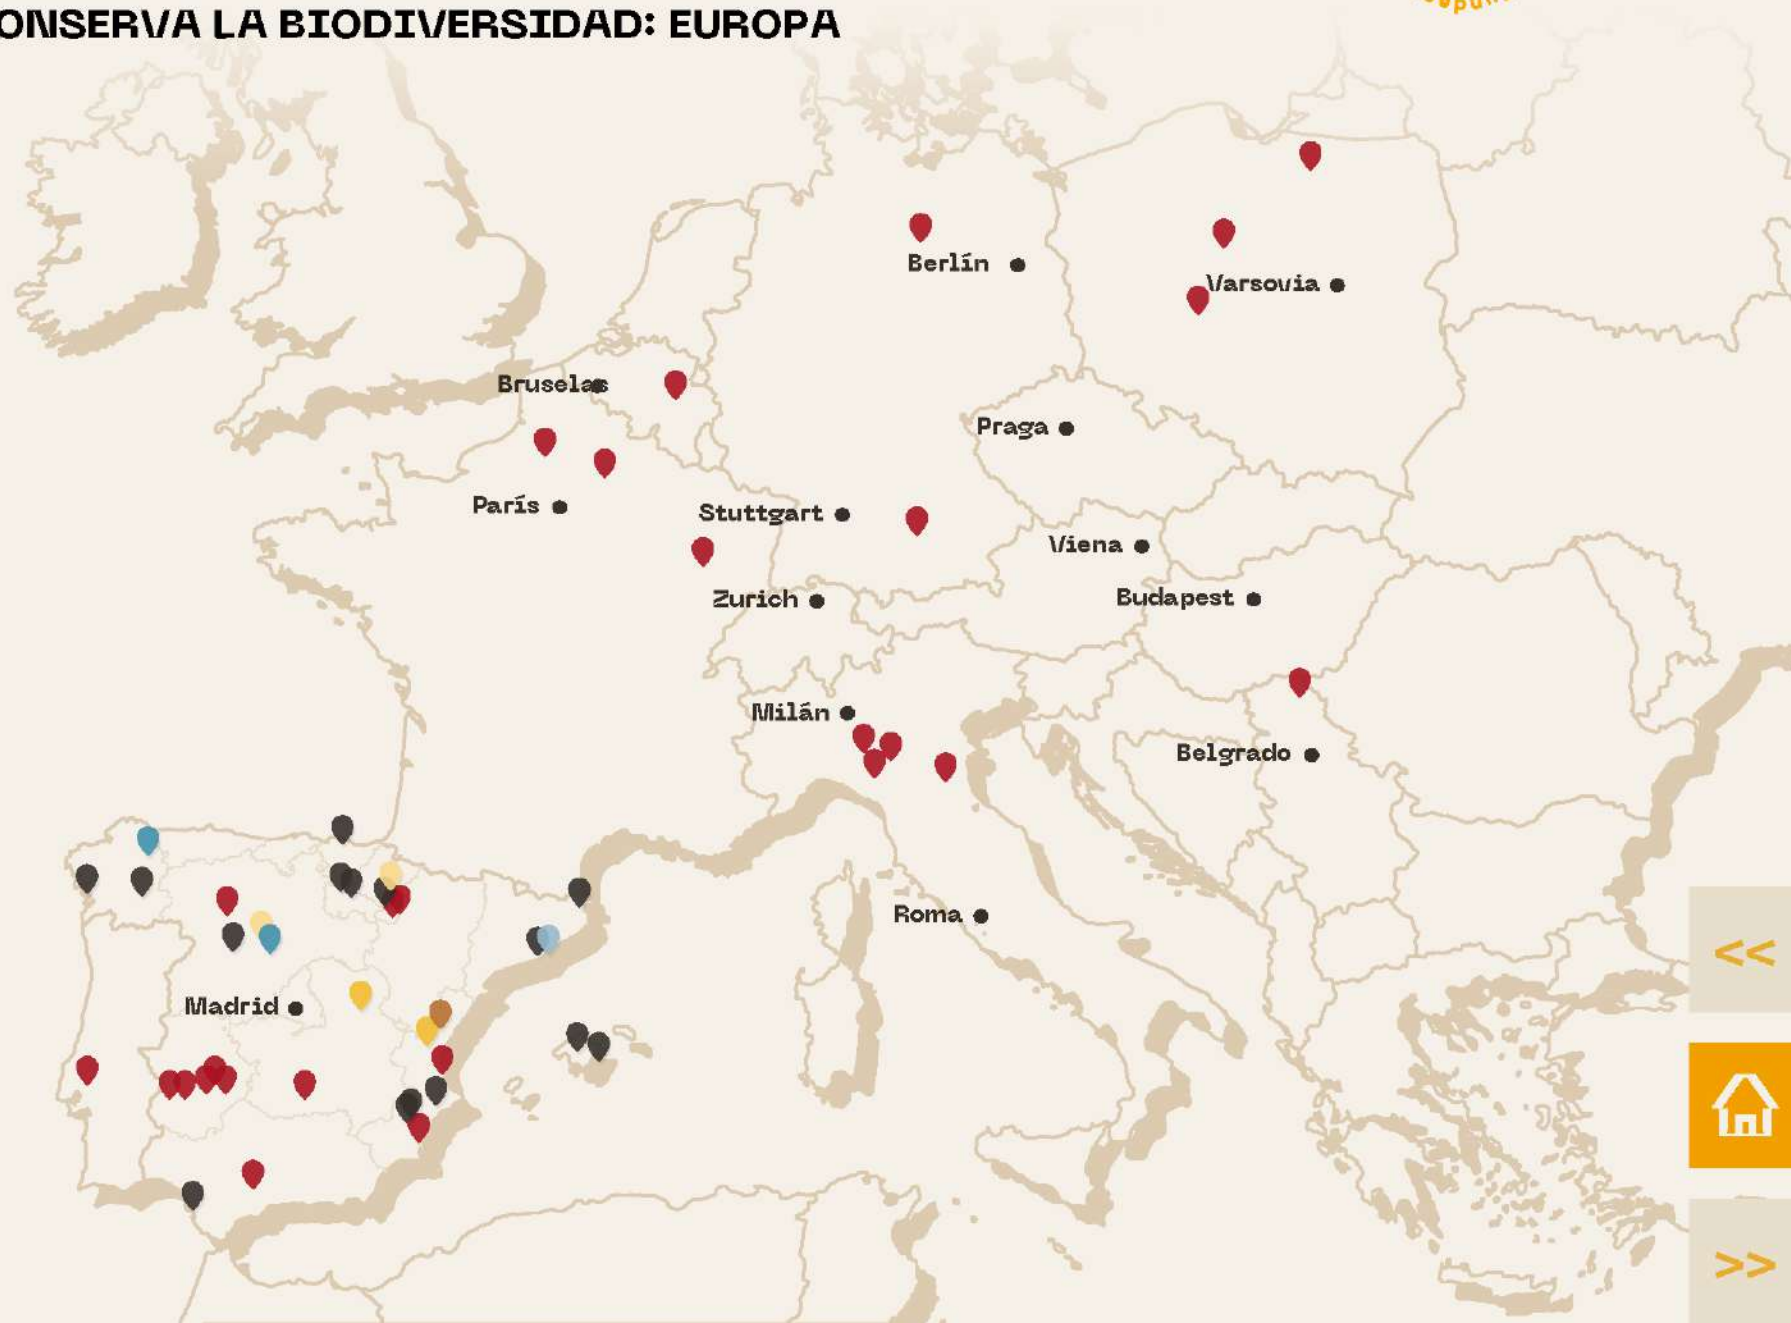 ONSERVA LA BIODIVERSIDAD: EUROPA
Berlín
Varsovia
Bruselas
Praga
París
Stuttgart
Viena
Zurich
Budapest
Milán
Belgrado
Roma
<<
Madrid
>>